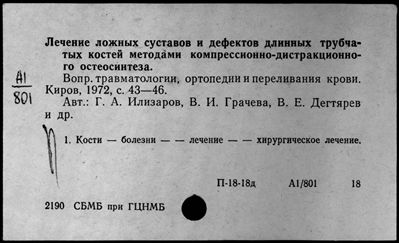 Лечение ложных суставов и дефектов длинных трубча-
тых костей методами компрессионно-дистракционно-
го остеосинтеза.
А1
801
Вопр. травматологии, ортопедии и переливания крови.
Киров, 1972, с. 43—46.
Авт.: Г. А. Илизаров, В. И. Грачева, В. Е. Дегтярев
и др.
1. Кости — болезни — — лечение — — хирургическое лечение.
П-18-18д А1/801 18
2190 СБМБ при ГЦНМБ